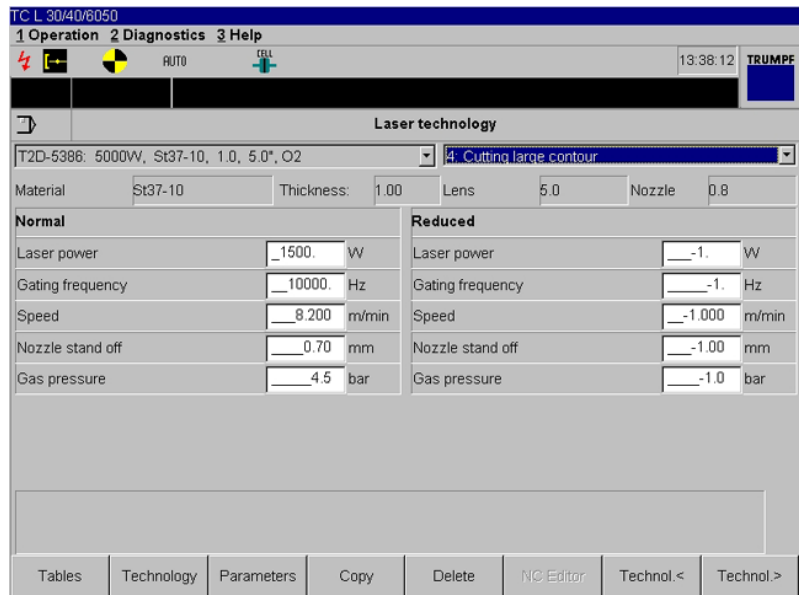 TC L 30/40/6050
1 Operation 2 Diagnostics 3 Help
AUTO CELL 13:38:12 TRUMPF
Laser technology
T2D-5386: 5000W, St37-10, 1.0, 5.0", O2 4: Cutting large contour
Material St37-10 Thickness: 1.00 Lens 5.0 Nozzle 0.8
Normal Reduced
Laser power _1500. W Laser power ___-1. W
Gating frequency __10000. Hz Gating frequency _____-1. Hz
Speed ___8.200 m/min Speed __-1.000 m/min
Nozzle stand off ____0.70 mm Nozzle stand off ___-1.00 mm
Gas pressure _____4.5 bar Gas pressure ____-1.0 bar
Tables Technology Parameters Copy Delete NC Editor Technol.< Technol.>